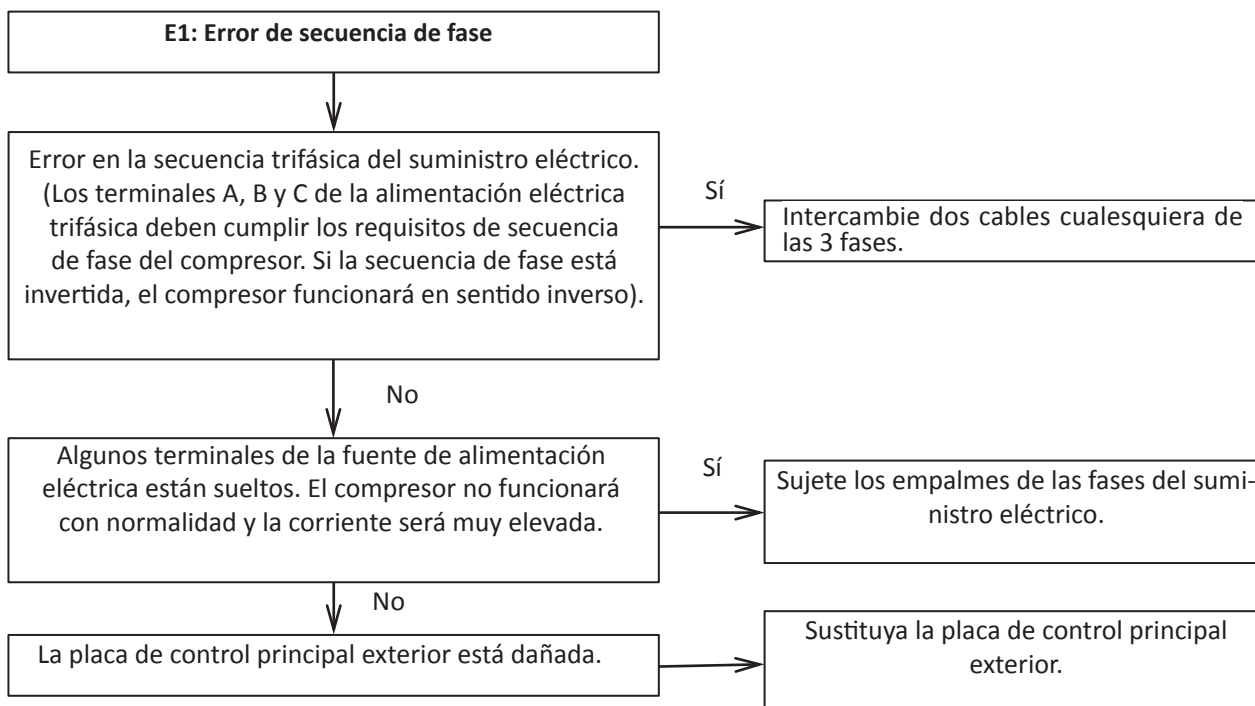 E1: Error de secuencia de fase
Error en la secuencia trifásica del suministro eléctrico.
(Los terminales A, B y C de la alimentación eléctrica
trifásica deben cumplir los requisitos de secuencia
de fase del compresor. Si la secuencia de fase está
invertida, el compresor funcionará en sentido inverso).
Sí
Intercambie dos cables cualesquiera de
las 3 fases.
No
Algunos terminales de la fuente de alimentación
eléctrica están sueltos. El compresor no funcionará
con normalidad y la corriente será muy elevada.
Sí
Sujete los empalmes de las fases del sumi-
nistro eléctrico.
No
La placa de control principal exterior está dañada.
Sustituya la placa de control principal
exterior.